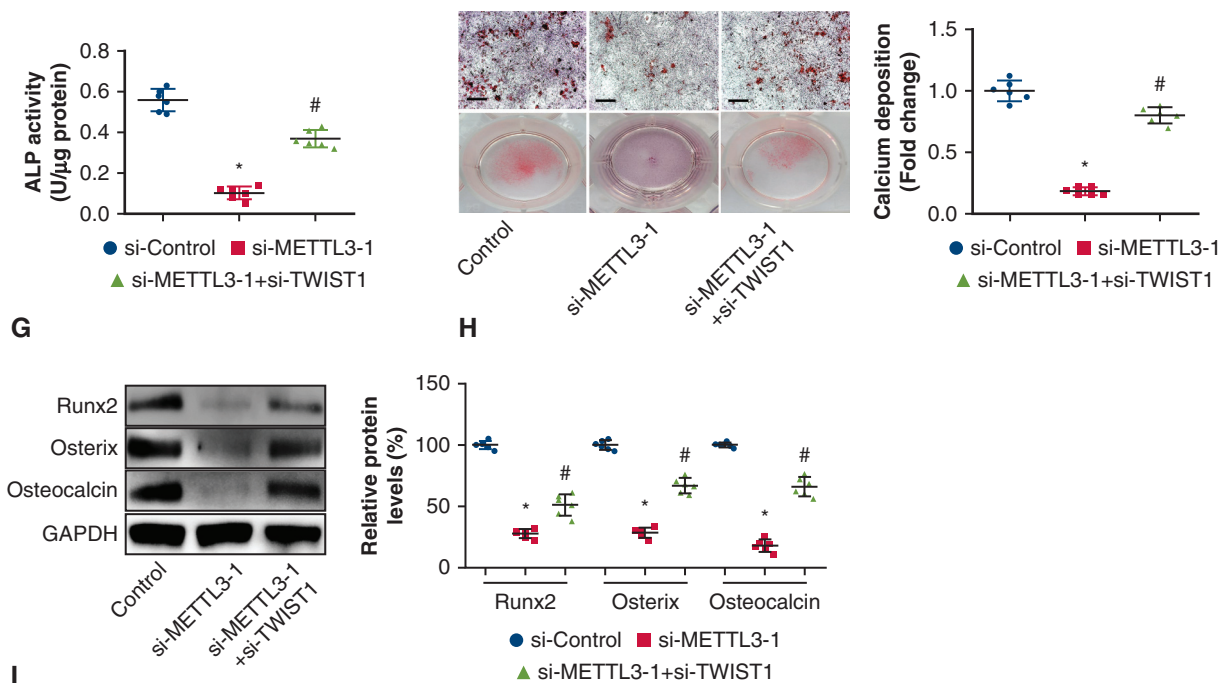 ALP activity
(U/μg protein)
0.8
0.6
0.4
0.2
0.0
*
#
si-Control si-METTL3-1
si-METTL3-1+si-TWIST1
G
Control
si-METTL3-1
si-METTL3-1
+si-TWIST1
H
Calcium deposition
(Fold change)
1.5
1.0
0.5
0.0
*
#
si-Control si-METTL3-1
si-METTL3-1+si-TWIST1
Runx2
Osterix
Osteocalcin
GAPDH
Control
si-METTL3-1
si-METTL3-1
+si-TWIST1
I
Relative protein
levels (%)
150
100
50
0
* # * # * #
Runx2 Osterix Osteocalcin
si-Control si-METTL3-1
si-METTL3-1+si-TWIST1